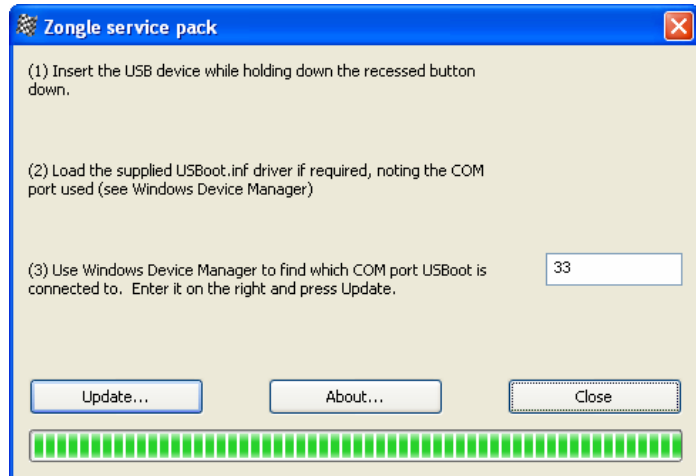 Zongle service pack
(1) Insert the USB device while holding down the recessed button
down.
(2) Load the supplied USBoot.inf driver if required, noting the COM
port used (see Windows Device Manager)
(3) Use Windows Device Manager to find which COM port USBoot is
connected to.  Enter it on the right and press Update.
33
Update...
About...
Close